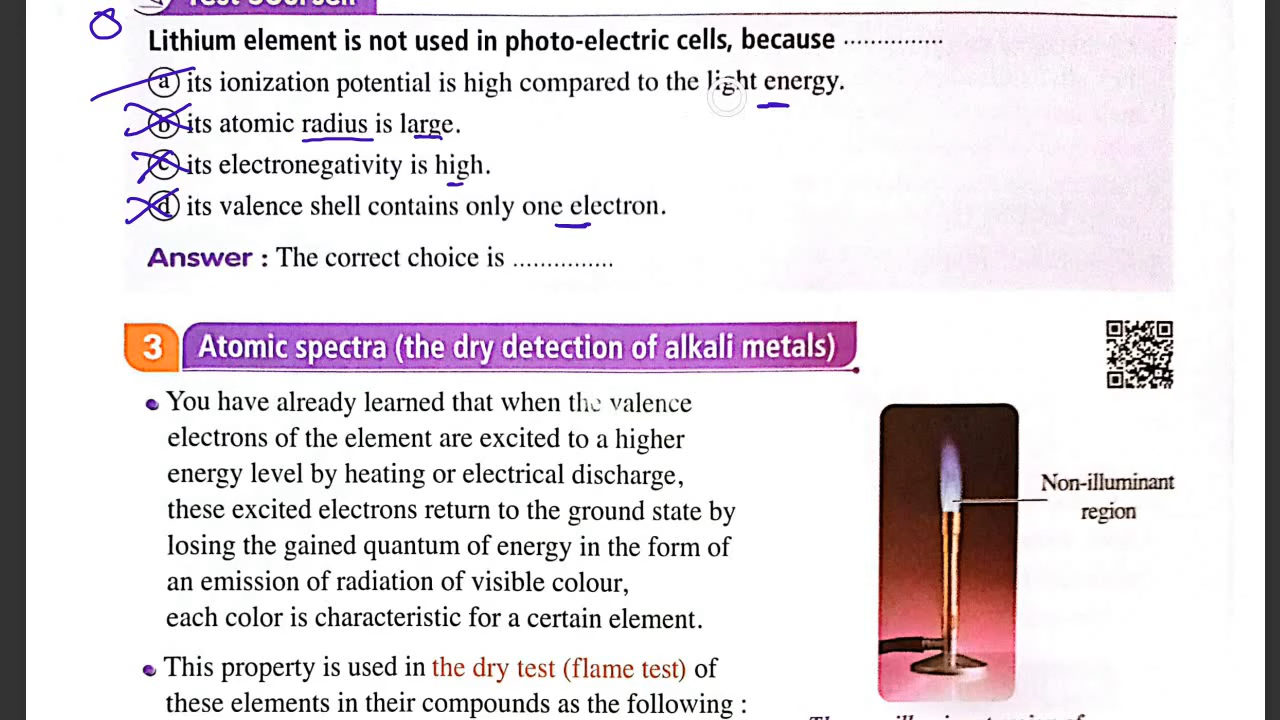 Test Yourself
8
Lithium element is not used in photo-electric cells, because ...............
a its ionization potential is high compared to the light energy.
b its atomic radius is large.
c its electronegativity is high.
d its valence shell contains only one electron.
Answer : The correct choice is ...............
3 Atomic spectra (the dry detection of alkali metals)
• You have already learned that when the valence
electrons of the element are excited to a higher
energy level by heating or electrical discharge,
these excited electrons return to the ground state by
losing the gained quantum of energy in the form of
an emission of radiation of visible colour,
each color is characteristic for a certain element.
Non-illuminant
region
• This property is used in the dry test (flame test) of
these elements in their compounds as the following :